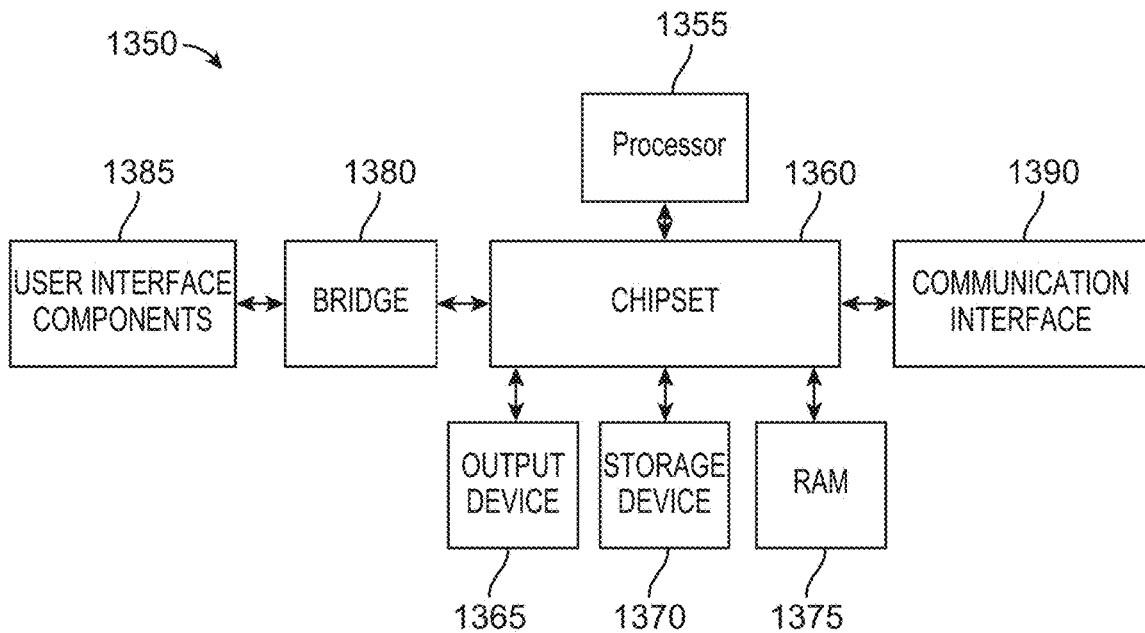 1350
1355
Processor
1385
1380
1360
1390
USER INTERFACE
COMPONENTS
BRIDGE
CHIPSET
COMMUNICATION
INTERFACE
OUTPUT
DEVICE
STORAGE
DEVICE
RAM
1365
1370
1375